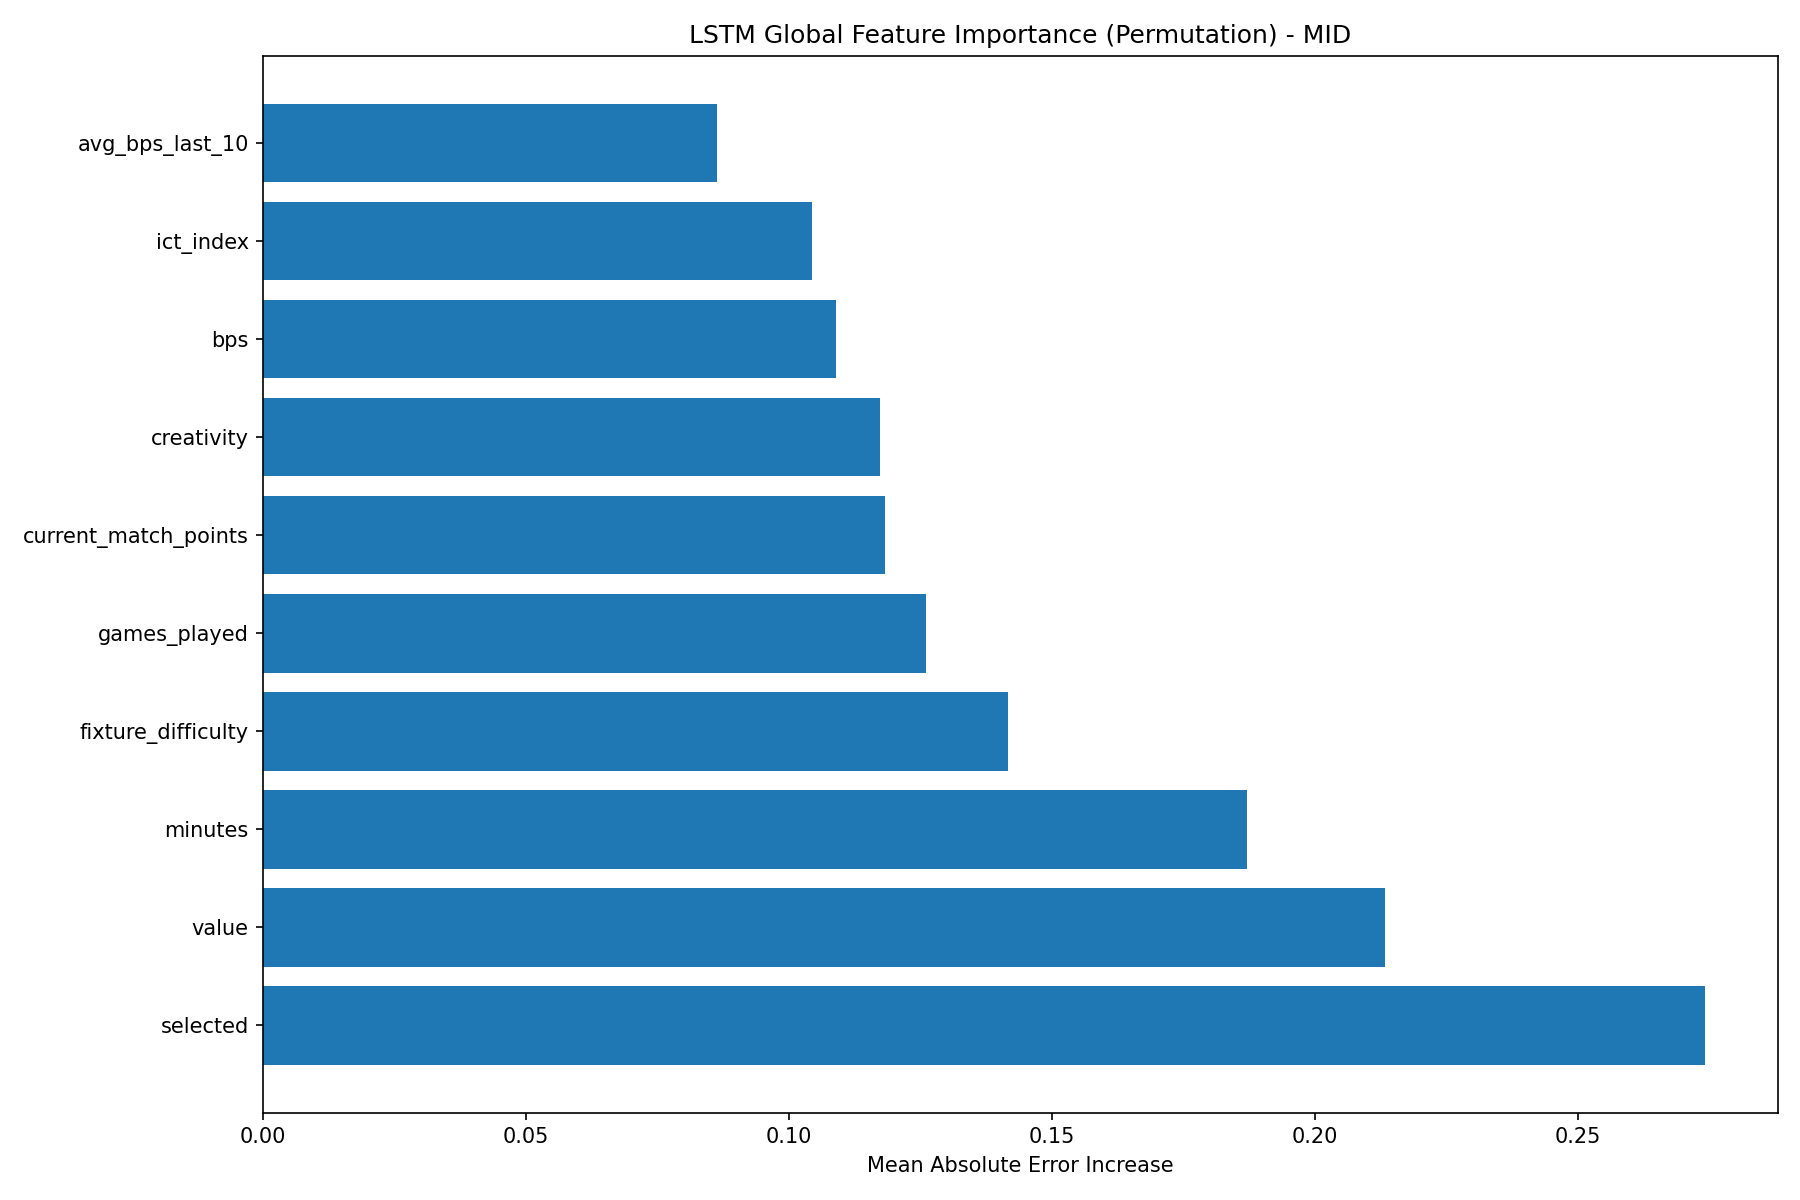 LSTM Global Feature Importance (Permutation) - MID
avg_bps_last_10
ict_index
bps
creativity
current_match_points
games_played
fixture_difficulty
minutes
value
selected
0.00 0.05 0.10 0.15 0.20 0.25
Mean Absolute Error Increase